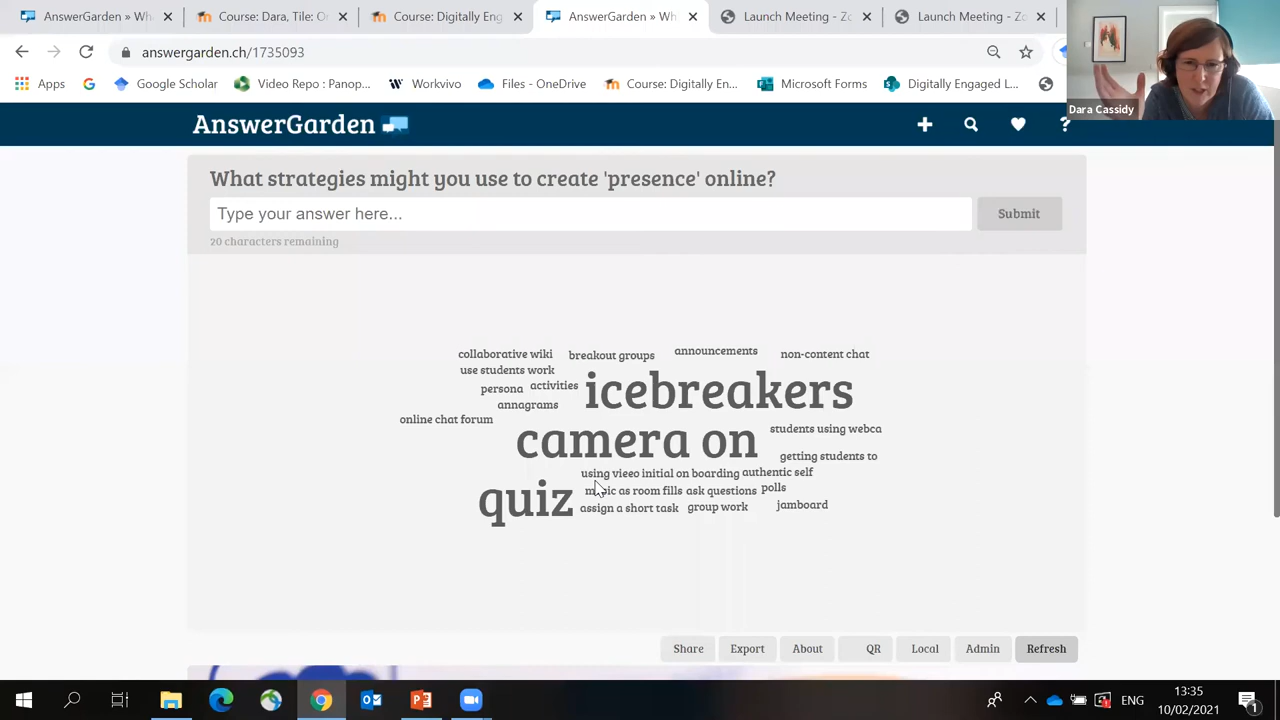 AnswerGarden » Wha
Course: Dara Tile: O
Course: Digitally Eng
AnswerGarden » Wh
Launch Meeting - Zo
Launch Meeting - Zo
answergarden.ch/1735093
Apps
Google Scholar
Video Repo : Panop...
Workvivo
Files - OneDrive
Course: Digitally En...
Microsoft Forms
Digitally Engaged L...
Dara Cassidy
AnswerGarden
What strategies might you use to create 'presence' online?
Type your answer here...
Submit
20 characters remaining
collaborative wiki
breakout groups
announcements
non-content chat
use students work
persona
activities
icebreakers
annagrams
online chat forum
camera on
students using webca
getting students to
using vieeo
initial on boarding
authentic self
quiz
as room fills
ask questions
polls
assign a short task
group work
jamboard
Share
Export
About
QR
Local
Admin
Refresh
ENG
13:35
10/02/2021